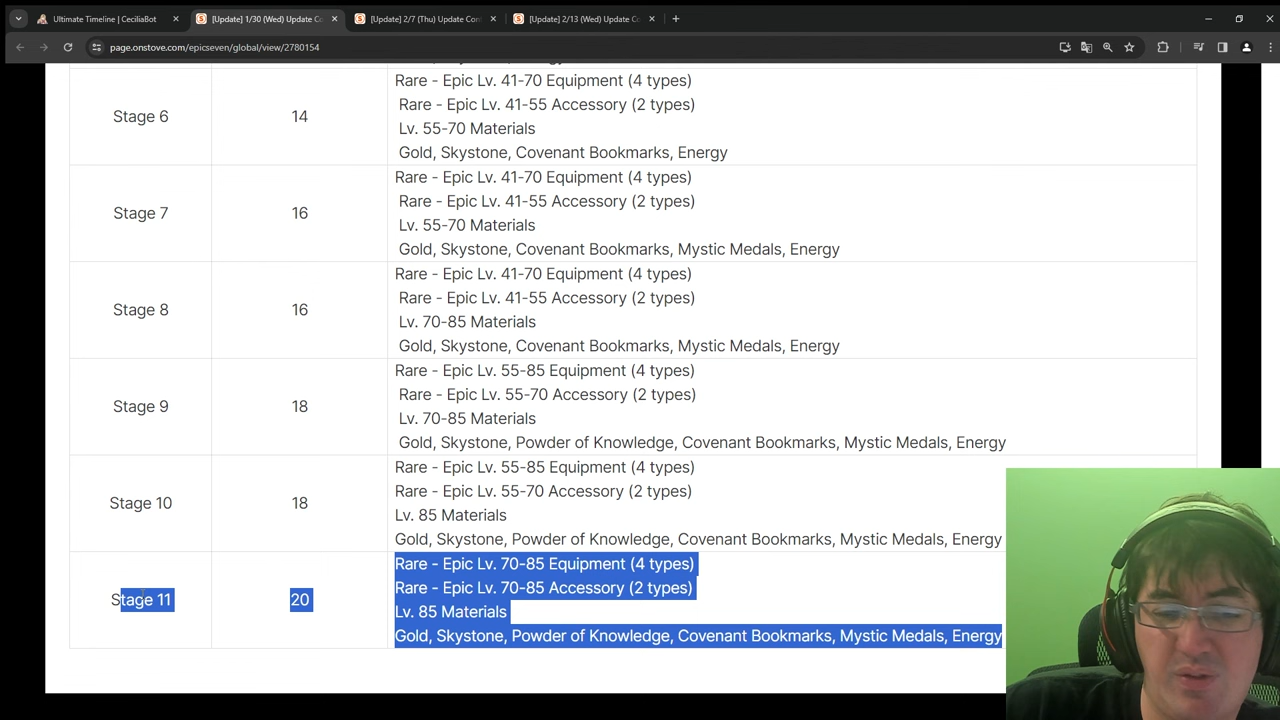 Ultimate Timeline | CeciliaBot
[Update] 1/30 (Wed) Update Co
[Update] 2/7 (Thu) Update Con
[Update] 2/13 (Wed) Update Co
page.onstove.com/epicseven/global/view/2780154
Rare - Epic Lv. 41-70 Equipment (4 types)
Stage 6
14
Rare - Epic Lv. 41-55 Accessory (2 types)
Lv. 55-70 Materials
Gold, Skystone, Covenant Bookmarks, Energy
Rare - Epic Lv. 41-70 Equipment (4 types)
Stage 7
16
Rare - Epic Lv. 41-55 Accessory (2 types)
Lv. 55-70 Materials
Gold, Skystone, Covenant Bookmarks, Mystic Medals, Energy
Rare - Epic Lv. 41-70 Equipment (4 types)
Stage 8
16
Rare - Epic Lv. 41-55 Accessory (2 types)
Lv. 70-85 Materials
Gold, Skystone, Covenant Bookmarks, Mystic Medals, Energy
Rare - Epic Lv. 55-85 Equipment (4 types)
Stage 9
18
Rare - Epic Lv. 55-70 Accessory (2 types)
Lv. 70-85 Materials
Gold, Skystone, Powder of Knowledge, Covenant Bookmarks, Mystic Medals, Energy
Rare - Epic Lv. 55-85 Equipment (4 types)
Stage 10
18
Rare - Epic Lv. 55-70 Accessory (2 types)
Lv. 85 Materials
Gold, Skystone, Powder of Knowledge, Covenant Bookmarks, Mystic Medals, Energy
Rare - Epic Lv. 70-85 Equipment (4 types)
Stage 11
20
Rare - Epic Lv. 70-85 Accessory (2 types)
Lv. 85 Materials
Gold, Skystone, Powder of Knowledge, Covenant Bookmarks, Mystic Medals, Energy